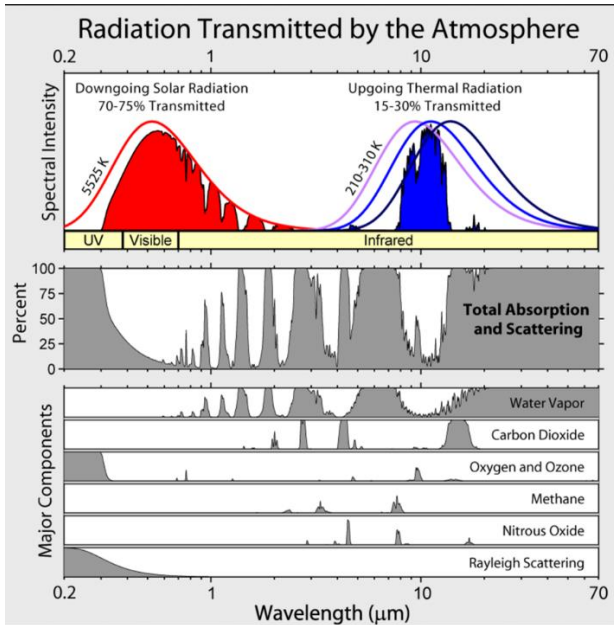 Radiation Transmitted by the Atmosphere
0.2 1 10 70
Downgoing Solar Radiation
70-75% Transmitted
Upgoing Thermal Radiation
15-30% Transmitted
Spectral Intensity
5525 K
210-310 K
UV Visible Infrared
Percent
100
75
50
25
0
Total Absorption
and Scattering
Major Components
Water Vapor
Carbon Dioxide
Oxygen and Ozone
Methane
Nitrous Oxide
Rayleigh Scattering
0.2 1 10 70
Wavelength (μm)